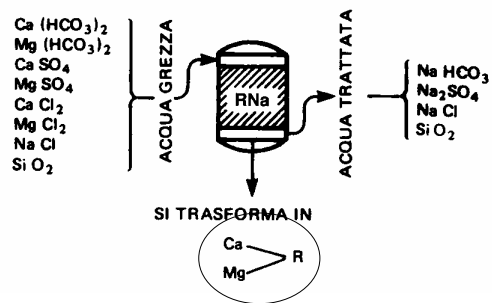 Ca (HCO3)2
Mg (HCO3)2
Ca SO4
Mg SO4
Ca Cl2
Mg Cl2
Na Cl
Si O2
ACQUA GREZZA
RNa
ACQUA TRATTATA
Na HCO3
Na2SO4
Na Cl
Si O2
SI TRASFORMA IN
Ca
R
Mg